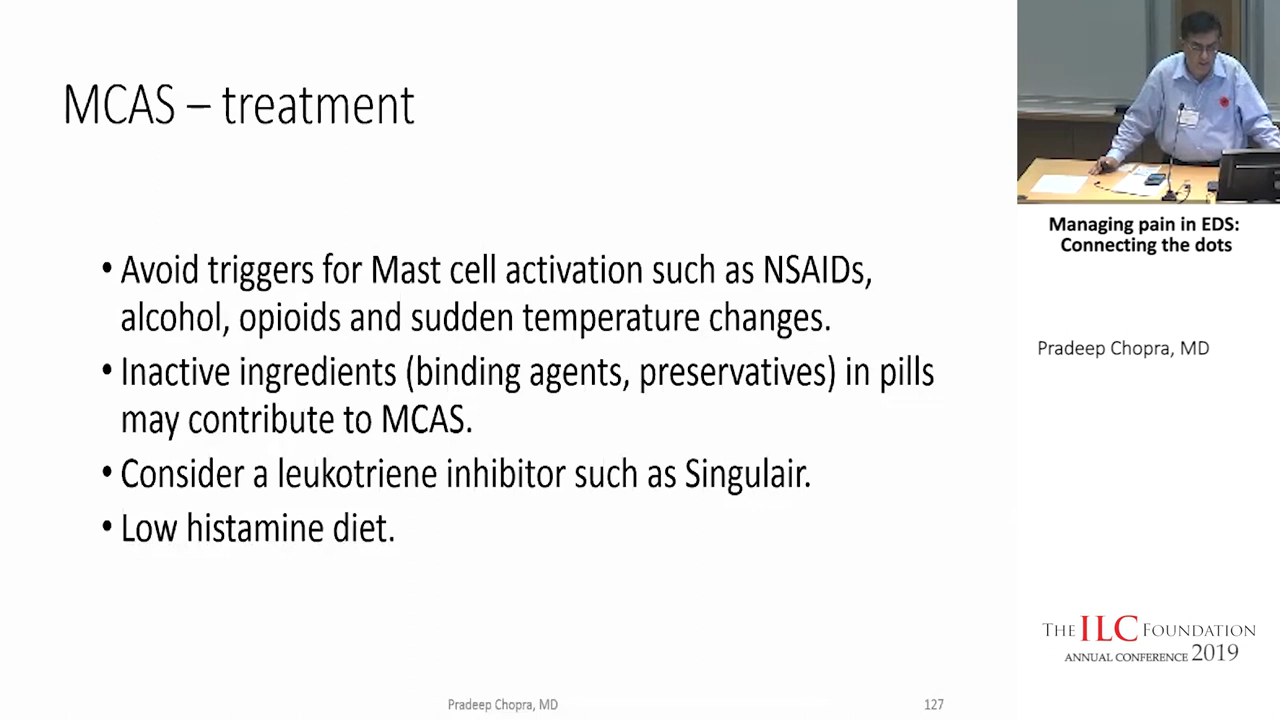 MCAS – treatment
• Avoid triggers for Mast cell activation such as NSAIDs,
alcohol, opioids and sudden temperature changes.
• Inactive ingredients (binding agents, preservatives) in pills
may contribute to MCAS.
• Consider a leukotriene inhibitor such as Singulair.
• Low histamine diet.
Pradeep Chopra, MD
127
Managing pain in EDS:
Connecting the dots
Pradeep Chopra, MD
THE ILC FOUNDATION
ANNUAL CONFERENCE 2019